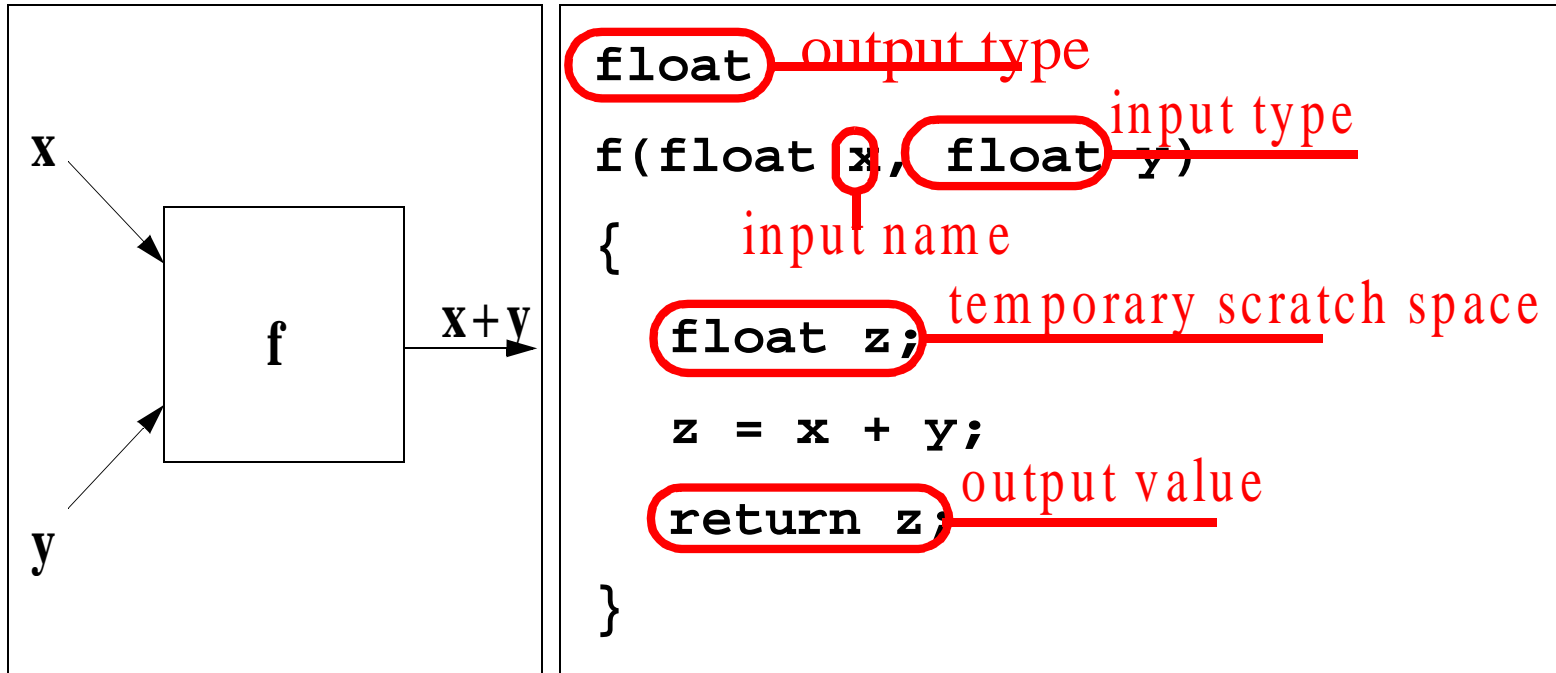 x
f
x+y
y
float output type
input type
f(float x, float y)
{ input name
temporary scratch space
float z;
z = x + y;
output value
return z;
}